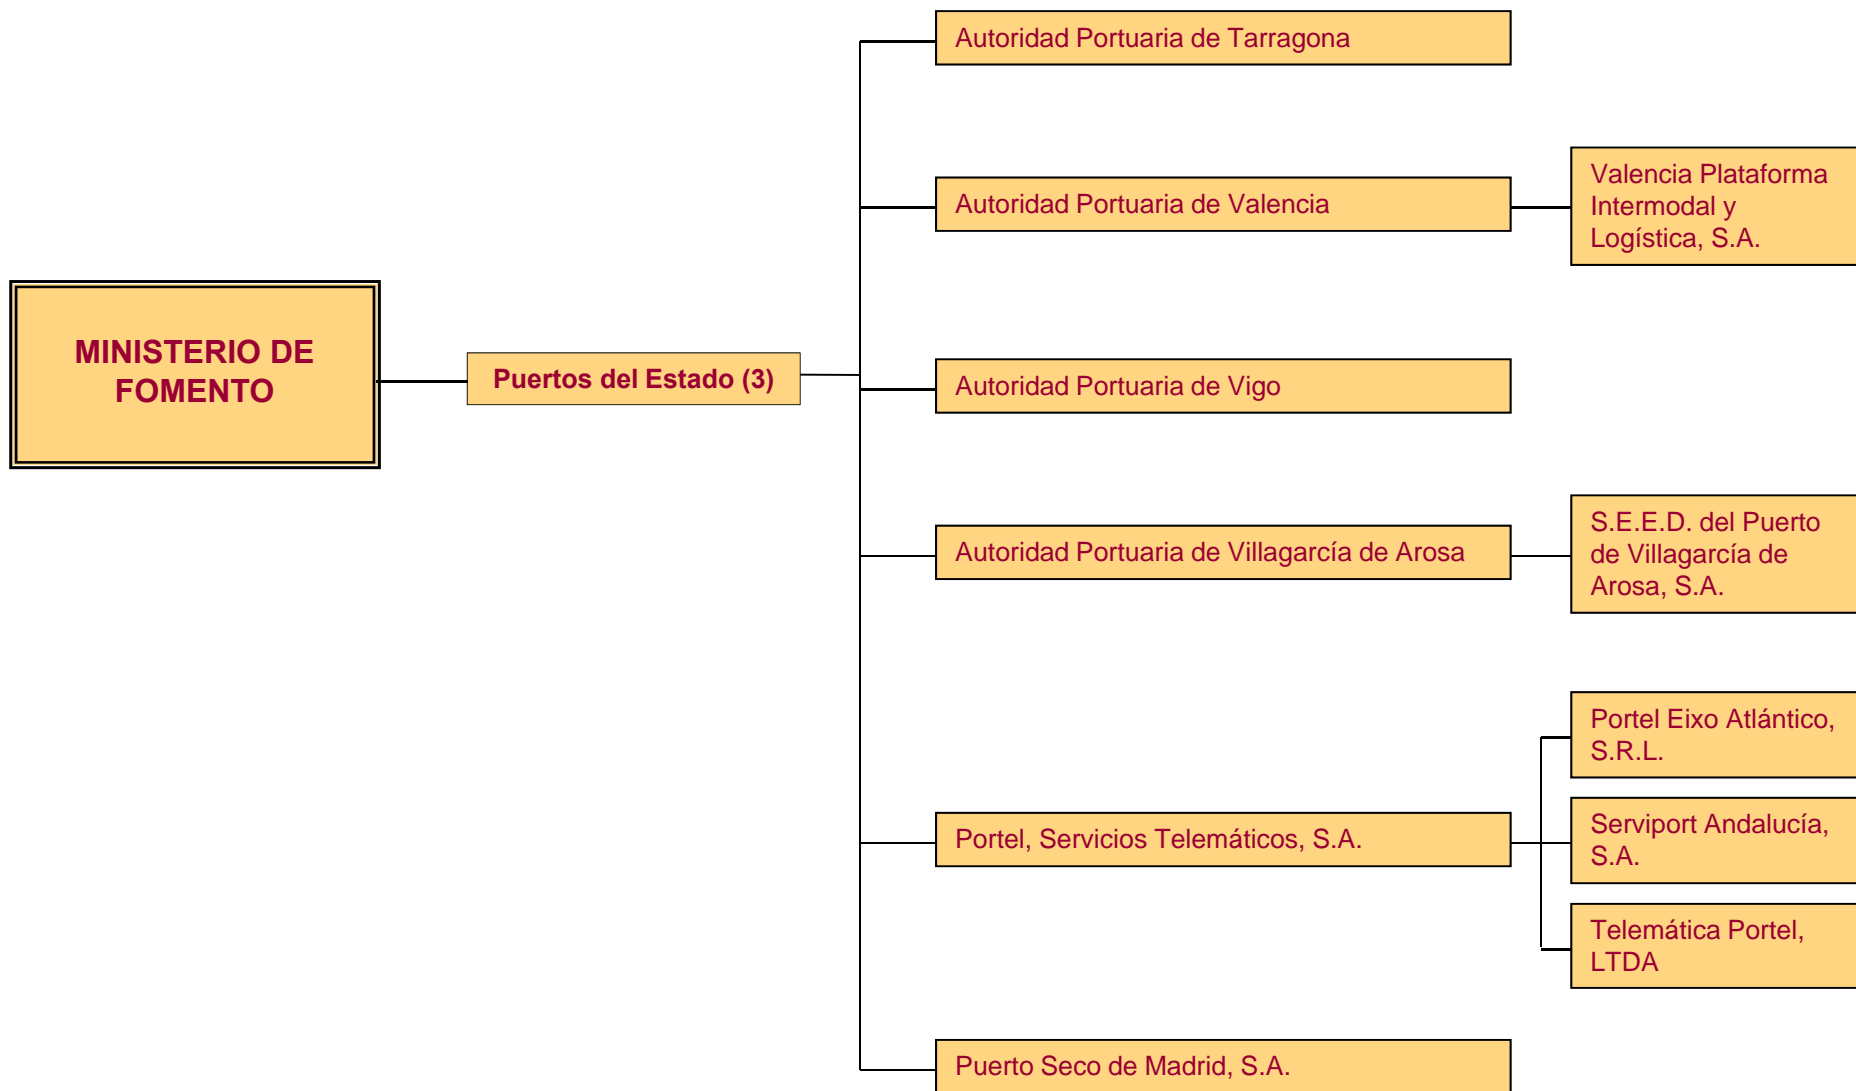 MINISTERIO DE
FOMENTO
Puertos del Estado (3)
Autoridad Portuaria de Tarragona
Autoridad Portuaria de Valencia
Valencia Plataforma
Intermodal y
Logística, S.A.
Autoridad Portuaria de Vigo
Autoridad Portuaria de Villagarcía de Arosa
S.E.E.D. del Puerto
de Villagarcía de
Arosa, S.A.
Portel, Servicios Telemáticos, S.A.
Portel Eixo Atlántico,
S.R.L.
Serviport Andalucía,
S.A.
Telemática Portel,
LTDA
Puerto Seco de Madrid, S.A.